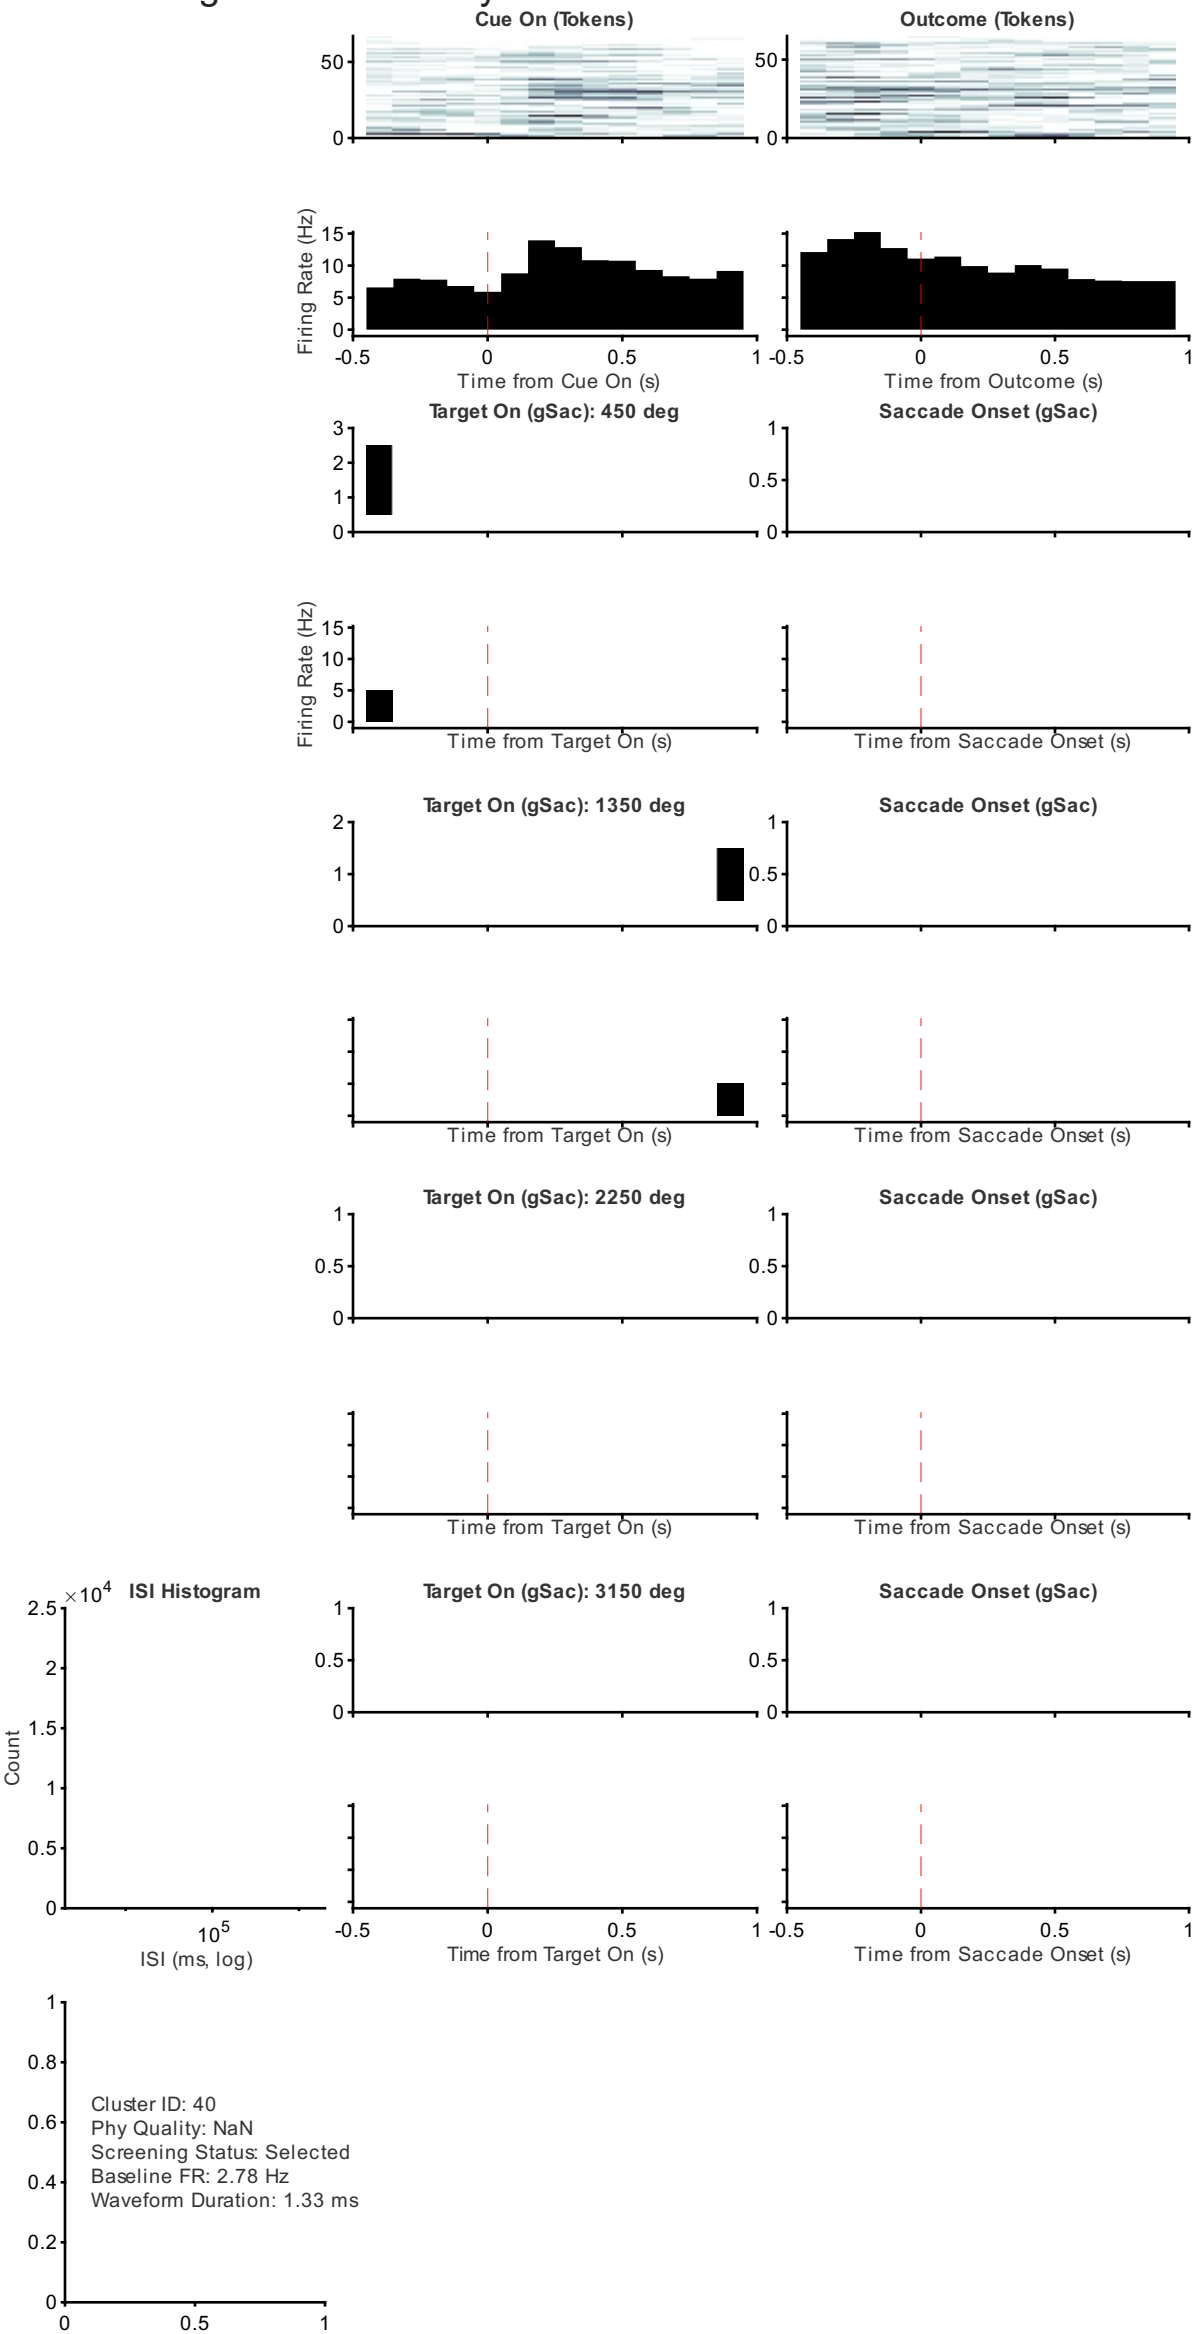 Cue On (Tokens)
Outcome (Tokens)
50
0
50
0
Firing Rate (Hz)
15
10
5
0
-0.5
0
0.5
1
-0.5
0
0.5
1
Time from Cue On (s)
Time from Outcome (s)
Target On (gSac): 450 deg
Saccade Onset (gSac)
3
2
1
0
1
0.5
0
Firing Rate (Hz)
15
10
5
0
Time from Target On (s)
Time from Saccade Onset (s)
Target On (gSac): 1350 deg
Saccade Onset (gSac)
2
1
0
1
0.5
0
Time from Target On (s)
Time from Saccade Onset (s)
Target On (gSac): 2250 deg
Saccade Onset (gSac)
1
0.5
0
1
0.5
0
Time from Target On (s)
Time from Saccade Onset (s)
×10^4 ISI Histogram
Target On (gSac): 3150 deg
Saccade Onset (gSac)
2.5
2
1.5
1
0.5
0
Count
1
0.5
0
1
0.5
0
10^5
ISI (ms, log)
-0.5
0
0.5
1
-0.5
0
0.5
1
Time from Target On (s)
Time from Saccade Onset (s)
1
0.8
0.6
0.4
0.2
0
Cluster ID: 40
Phy Quality: NaN
Screening Status: Selected
Baseline FR: 2.78 Hz
Waveform Duration: 1.33 ms
0
0.5
1